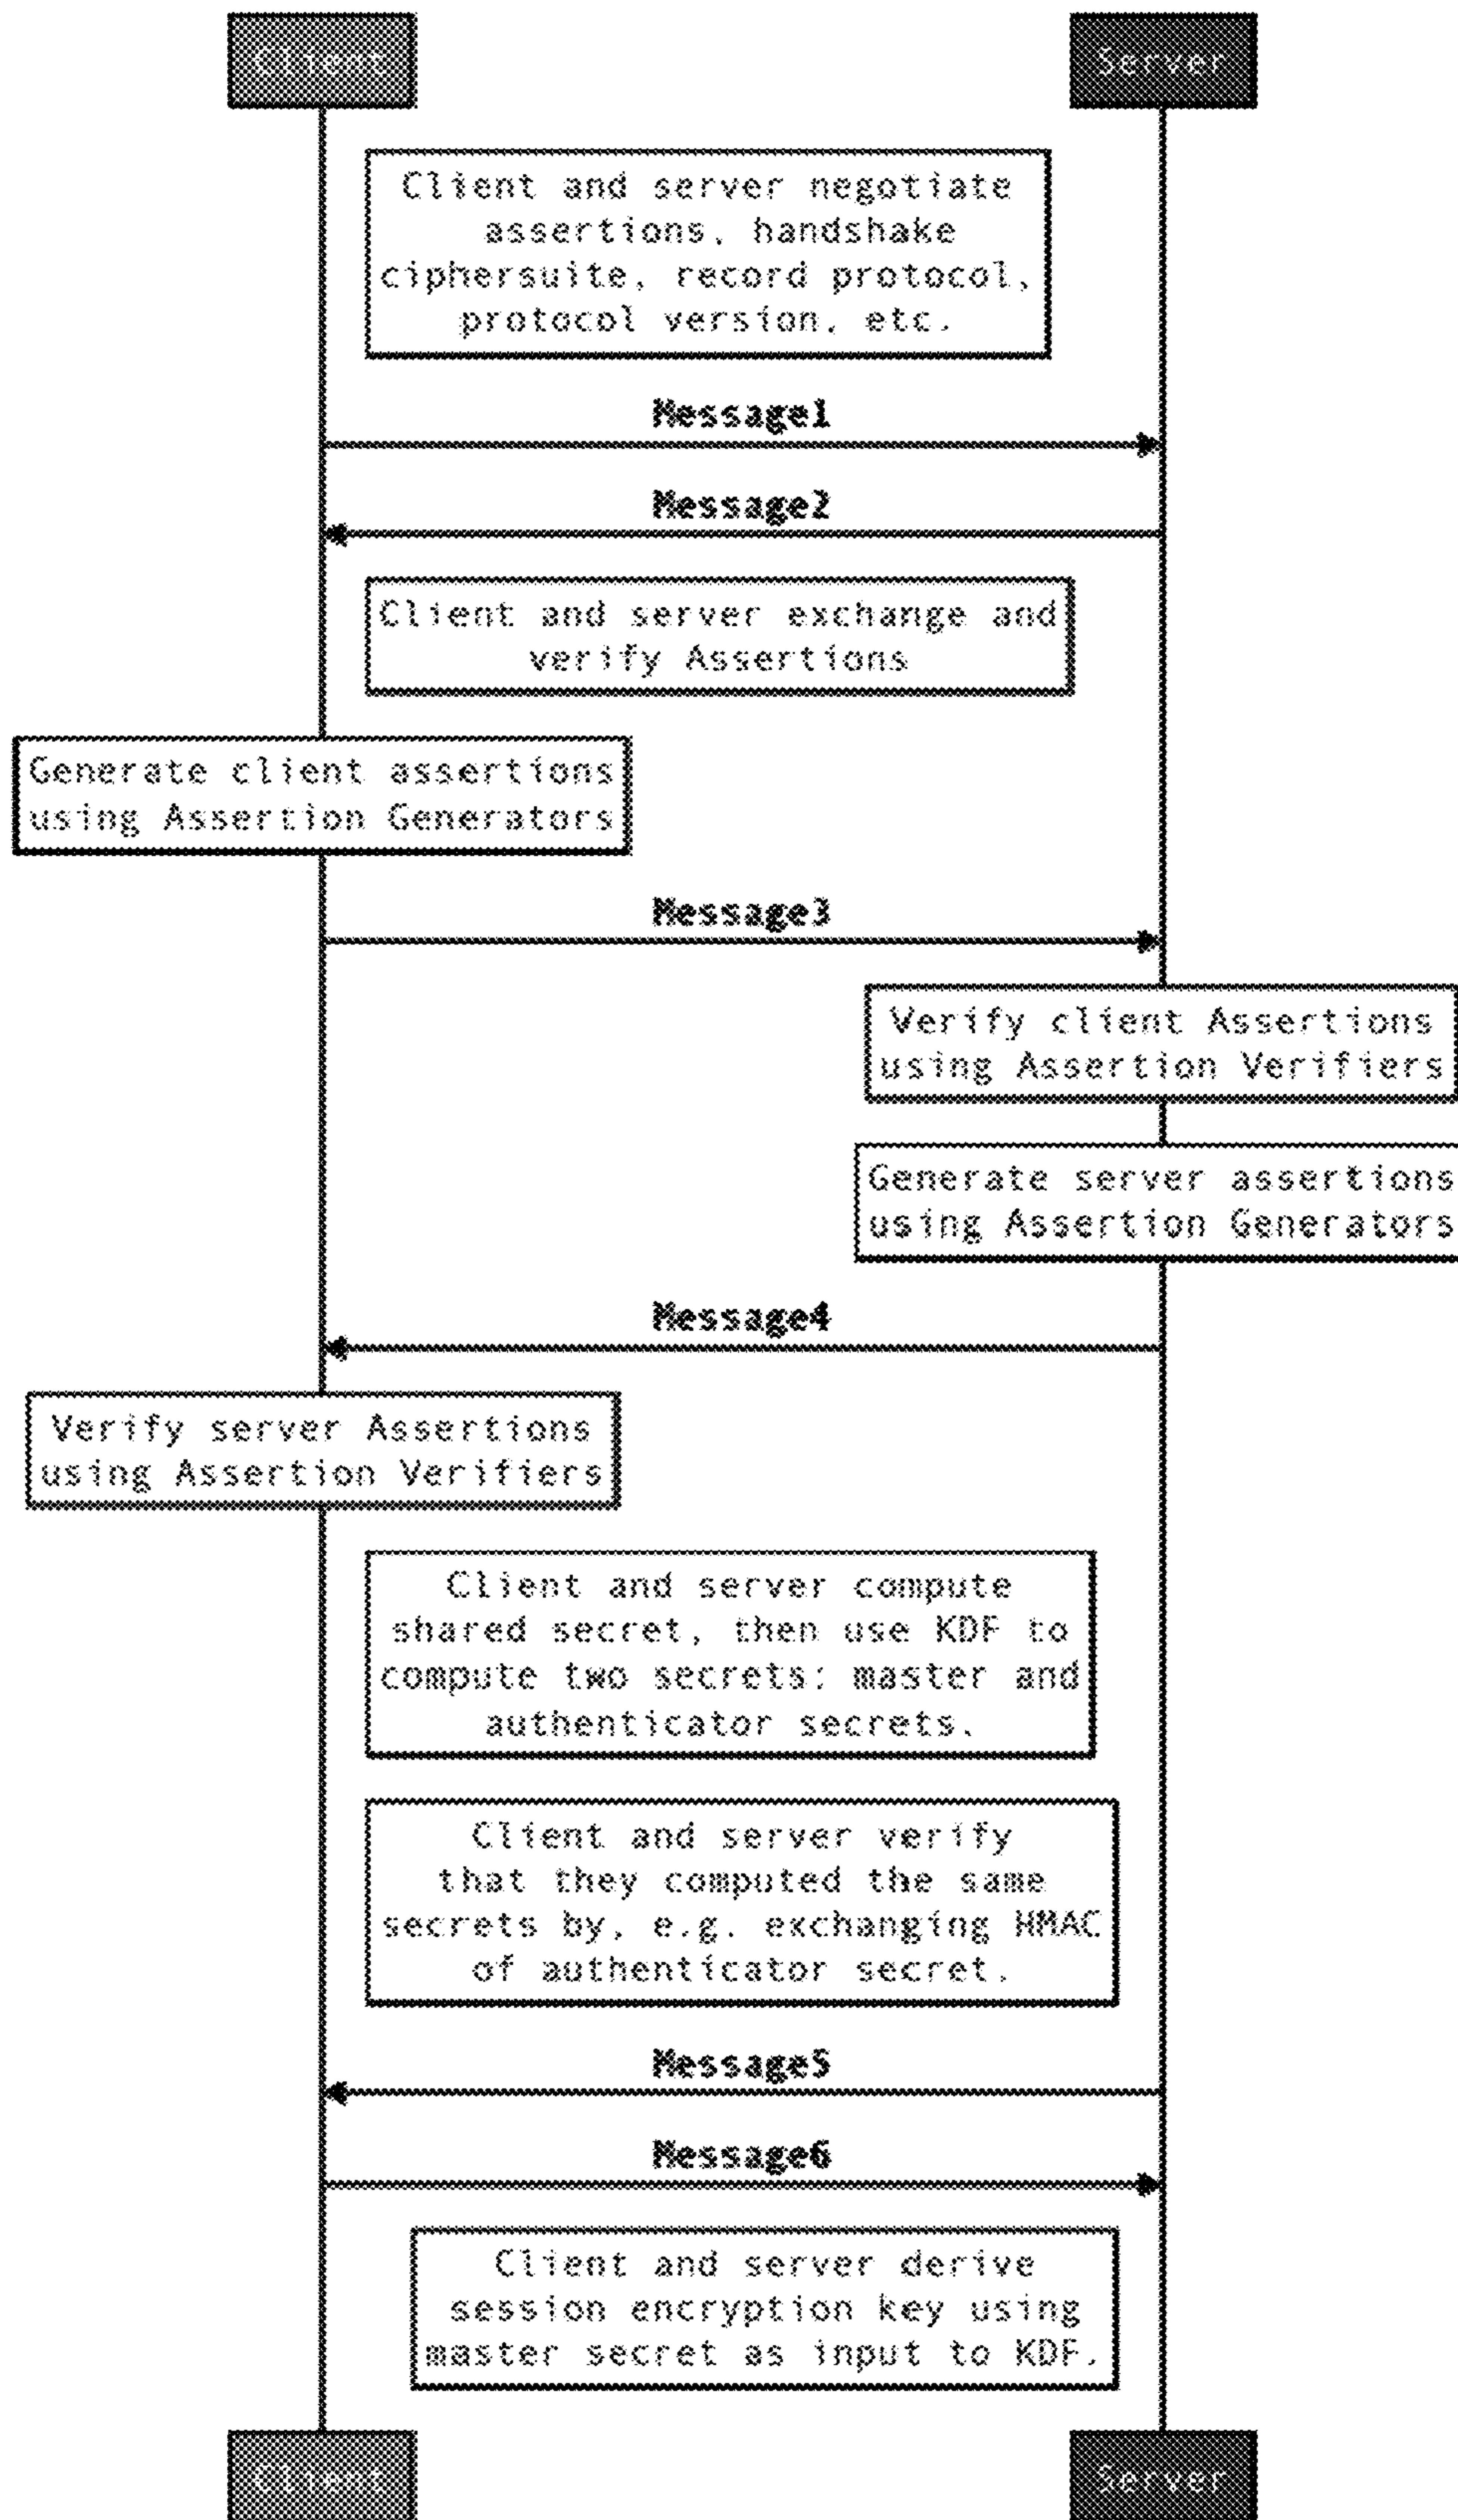 Client
Server
Client and server negotiate
assertions, handshake
ciphersuite, record protocol,
protocol version, etc.
Message1
Message2
Client and server exchange and
verify Assertions
Generate client assertions
using Assertion Generators
Message3
Verify client Assertions
using Assertion Verifiers
Generate server assertions
using Assertion Generators
Message4
Verify server Assertions
using Assertion Verifiers
Client and server compute
shared secret, then use KDF to
compute two secrets: master and
authenticator secrets.
Client and server verify
that they computed the same
secrets by, e.g. exchanging HMAC
of authenticator secret.
Message5
Message6
Client and server derive
session encryption key using
master secret as input to KDF.
Client
Server